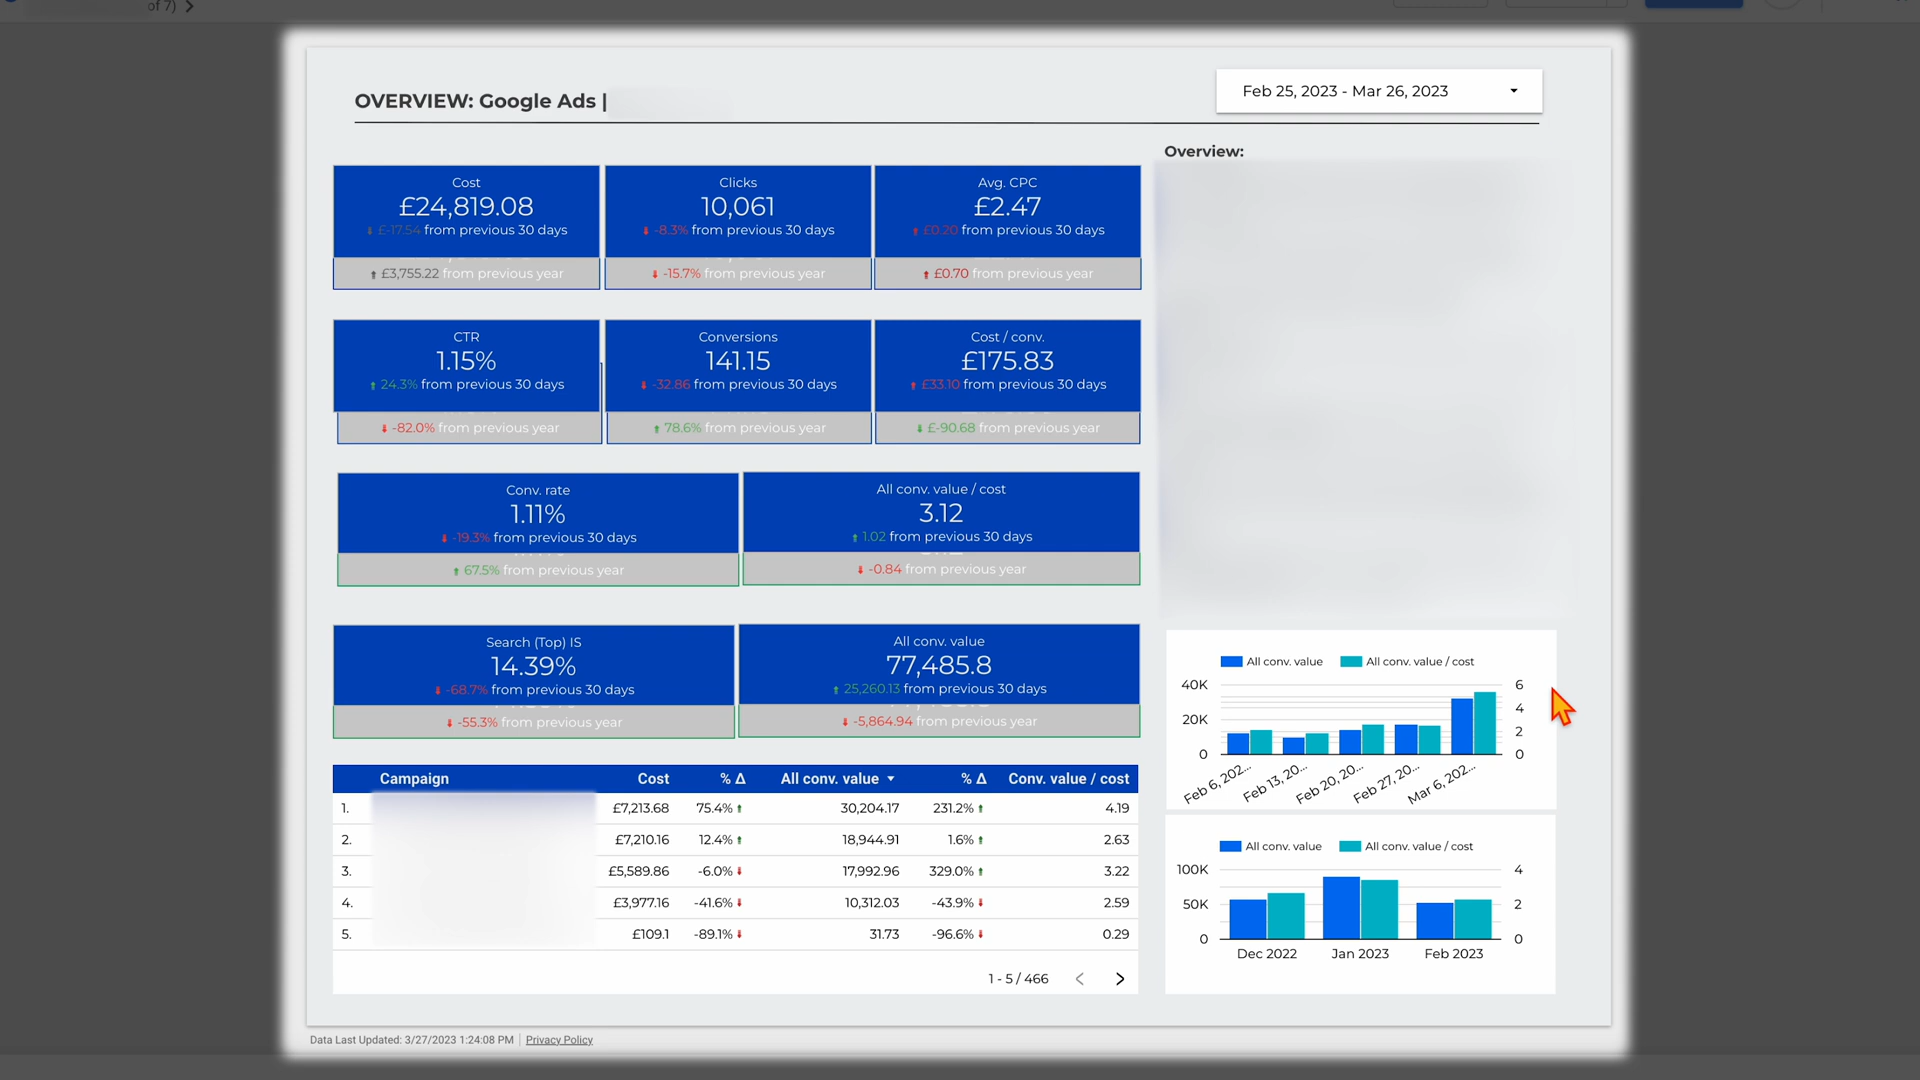 of 7)
OVERVIEW: Google Ads |
Feb 25, 2023 - Mar 26, 2023
Overview:
Cost
£24,819.08
£-17.54 from previous 30 days
£3,755.22 from previous year
Clicks
10,061
-8.3% from previous 30 days
-15.7% from previous year
Avg. CPC
£2.47
£0.20 from previous 30 days
£0.70 from previous year
CTR
1.15%
24.3% from previous 30 days
-82.0% from previous year
Conversions
141.15
-32.86 from previous 30 days
78.6% from previous year
Cost / conv.
£175.83
£33.10 from previous 30 days
£-90.68 from previous year
Conv. rate
1.11%
-19.3% from previous 30 days
67.5% from previous year
All conv. value / cost
3.12
1.02 from previous 30 days
-0.84 from previous year
Search (Top) IS
14.39%
-68.7% from previous 30 days
-55.3% from previous year
All conv. value
77,485.8
25,260.13 from previous 30 days
-5,864.94 from previous year
Campaign Cost % Δ All conv. value % Δ Conv. value / cost
1. £7,213.68 75.4% 30,204.17 231.2% 4.19
2. £7,210.16 12.4% 18,944.91 1.6% 2.63
3. £5,589.86 -6.0% 17,992.96 329.0% 3.22
4. £3,977.16 -41.6% 10,312.03 -43.9% 2.59
5. £109.1 -89.1% 31.73 -96.6% 0.29
1 - 5 / 466
All conv. value All conv. value / cost
40K 6
4
20K
2
0 0
Feb 6, 202... Feb 13, 20... Feb 20, 20... Feb 27, 20... Mar 6, 202...
All conv. value All conv. value / cost
100K 4
50K 2
0 0
Dec 2022 Jan 2023 Feb 2023
Data Last Updated: 3/27/2023 1:24:08 PM Privacy Policy